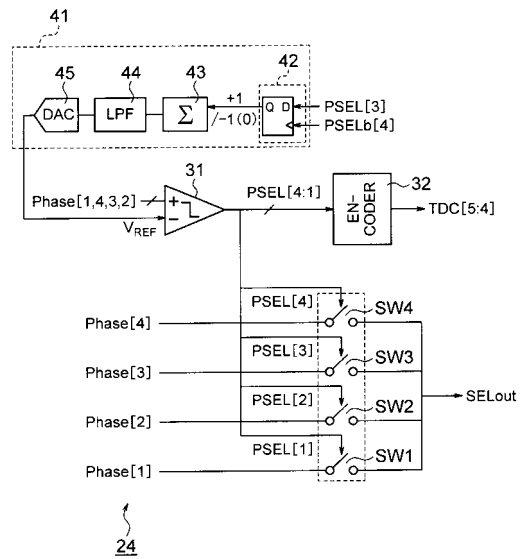 41
45
44
43
42
DAC
LPF
Σ
+1
/-1(0)
Q D
PSEL[3]
PSELb[4]
31
32
Phase[1,4,3,2]
+
−
VREF
PSEL[4:1]
EN-
CODER
TDC[5:4]
PSEL[4]
SW4
Phase[4]
PSEL[3]
SW3
Phase[3]
PSEL[2]
SW2
Phase[2]
SELout
PSEL[1]
SW1
Phase[1]
24